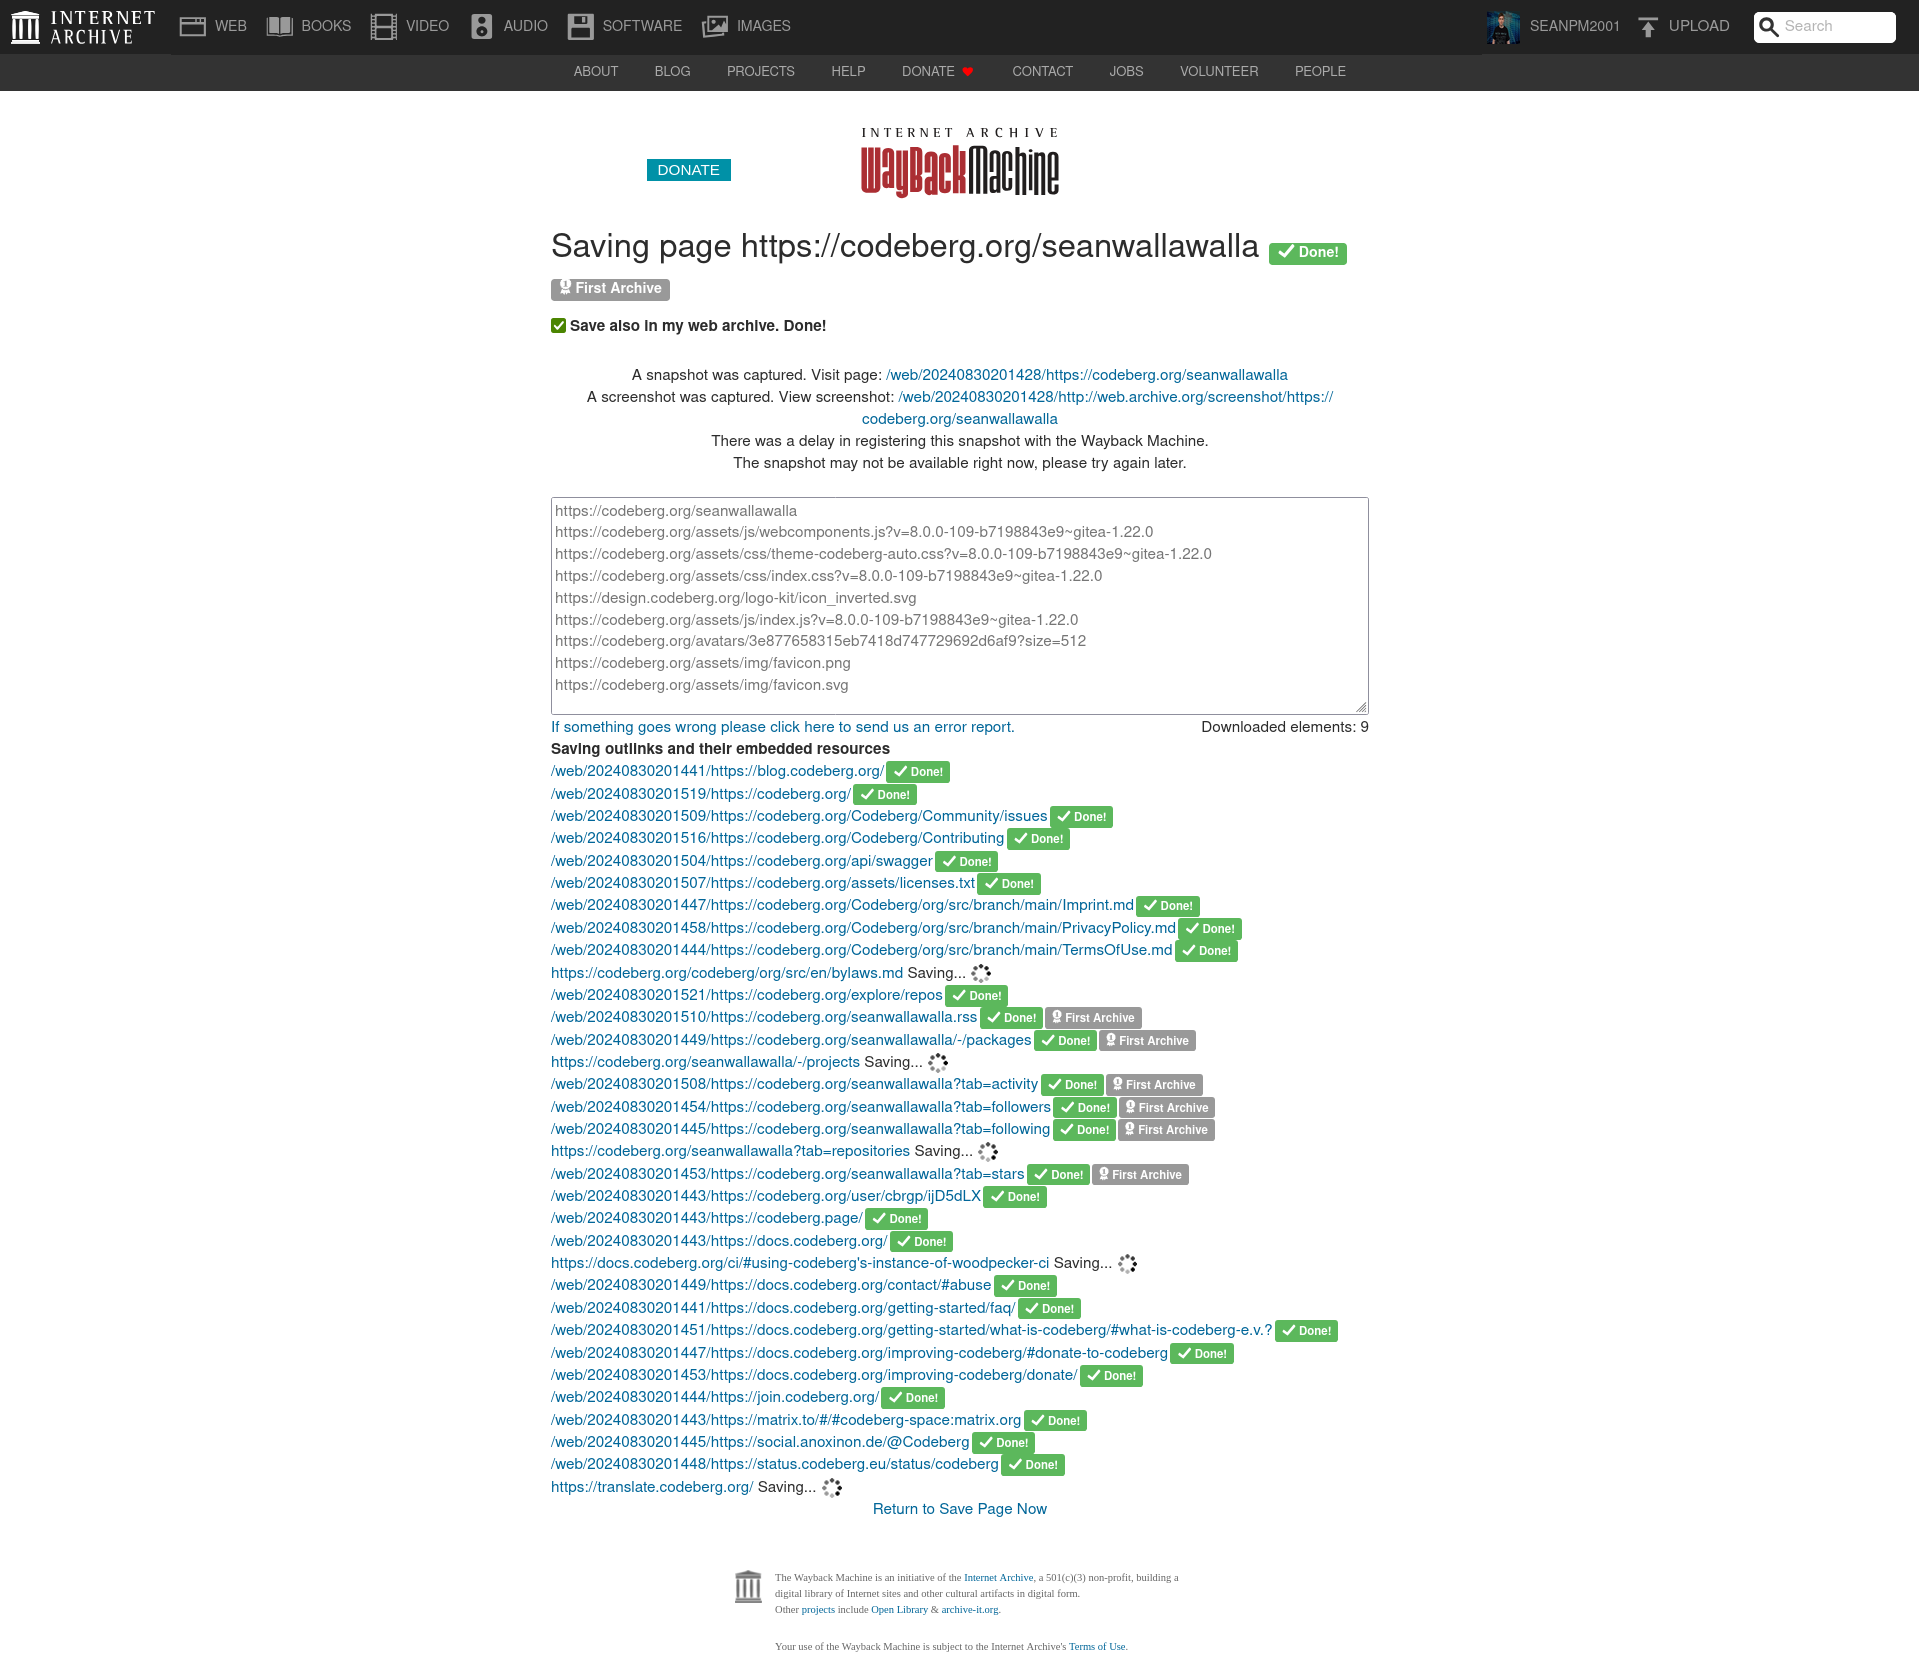 INTERNET ARCHIVE
WEB BOOKS VIDEO AUDIO SOFTWARE IMAGES SEANPM2001 UPLOAD Search
ABOUT BLOG PROJECTS HELP DONATE CONTACT JOBS VOLUNTEER PEOPLE
INTERNET ARCHIVE
WayBackMachine
DONATE
Saving page https://codeberg.org/seanwallawalla Done!
First Archive
Save also in my web archive. Done!
A snapshot was captured. Visit page: /web/20240830201428/https://codeberg.org/seanwallawalla
A screenshot was captured. View screenshot: /web/20240830201428/http://web.archive.org/screenshot/https://
codeberg.org/seanwallawalla
There was a delay in registering this snapshot with the Wayback Machine.
The snapshot may not be available right now, please try again later.
https://codeberg.org/seanwallawalla
https://codeberg.org/assets/js/webcomponents.js?v=8.0.0-109-b7198843e9~gitea-1.22.0
https://codeberg.org/assets/css/theme-codeberg-auto.css?v=8.0.0-109-b7198843e9~gitea-1.22.0
https://codeberg.org/assets/css/index.css?v=8.0.0-109-b7198843e9~gitea-1.22.0
https://design.codeberg.org/logo-kit/icon_inverted.svg
https://codeberg.org/assets/js/index.js?v=8.0.0-109-b7198843e9~gitea-1.22.0
https://codeberg.org/avatars/3e877658315eb7418d747729692d6af9?size=512
https://codeberg.org/assets/img/favicon.png
https://codeberg.org/assets/img/favicon.svg
If something goes wrong please click here to send us an error report. Downloaded elements: 9
Saving outlinks and their embedded resources
/web/20240830201441/https://blog.codeberg.org/ Done!
/web/20240830201519/https://codeberg.org/ Done!
/web/20240830201509/https://codeberg.org/Codeberg/Community/issues Done!
/web/20240830201516/https://codeberg.org/Codeberg/Contributing Done!
/web/20240830201504/https://codeberg.org/api/swagger Done!
/web/20240830201507/https://codeberg.org/assets/licenses.txt Done!
/web/20240830201447/https://codeberg.org/Codeberg/org/src/branch/main/Imprint.md Done!
/web/20240830201458/https://codeberg.org/Codeberg/org/src/branch/main/PrivacyPolicy.md Done!
/web/20240830201444/https://codeberg.org/Codeberg/org/src/branch/main/TermsOfUse.md Done!
https://codeberg.org/codeberg/org/src/en/bylaws.md Saving...
/web/20240830201521/https://codeberg.org/explore/repos Done!
/web/20240830201510/https://codeberg.org/seanwallawalla.rss Done! First Archive
/web/20240830201449/https://codeberg.org/seanwallawalla/-/packages Done! First Archive
https://codeberg.org/seanwallawalla/-/projects Saving...
/web/20240830201508/https://codeberg.org/seanwallawalla?tab=activity Done! First Archive
/web/20240830201454/https://codeberg.org/seanwallawalla?tab=followers Done! First Archive
/web/20240830201445/https://codeberg.org/seanwallawalla?tab=following Done! First Archive
https://codeberg.org/seanwallawalla?tab=repositories Saving...
/web/20240830201453/https://codeberg.org/seanwallawalla?tab=stars Done! First Archive
/web/20240830201443/https://codeberg.org/user/cbrgp/ijD5dLX Done!
/web/20240830201443/https://codeberg.page/ Done!
/web/20240830201443/https://docs.codeberg.org/ Done!
https://docs.codeberg.org/ci/#using-codeberg's-instance-of-woodpecker-ci Saving...
/web/20240830201449/https://docs.codeberg.org/contact/#abuse Done!
/web/20240830201441/https://docs.codeberg.org/getting-started/faq/ Done!
/web/20240830201451/https://docs.codeberg.org/getting-started/what-is-codeberg/#what-is-codeberg-e.v.? Done!
/web/20240830201447/https://docs.codeberg.org/improving-codeberg/#donate-to-codeberg Done!
/web/20240830201453/https://docs.codeberg.org/improving-codeberg/donate/ Done!
/web/20240830201444/https://join.codeberg.org/ Done!
/web/20240830201443/https://matrix.to/#/#codeberg-space:matrix.org Done!
/web/20240830201445/https://social.anoxinon.de/@Codeberg Done!
/web/20240830201448/https://status.codeberg.eu/status/codeberg Done!
https://translate.codeberg.org/ Saving...
Return to Save Page Now
The Wayback Machine is an initiative of the Internet Archive, a 501(c)(3) non-profit, building a
digital library of Internet sites and other cultural artifacts in digital form.
Other projects include Open Library & archive-it.org.
Your use of the Wayback Machine is subject to the Internet Archive's Terms of Use.